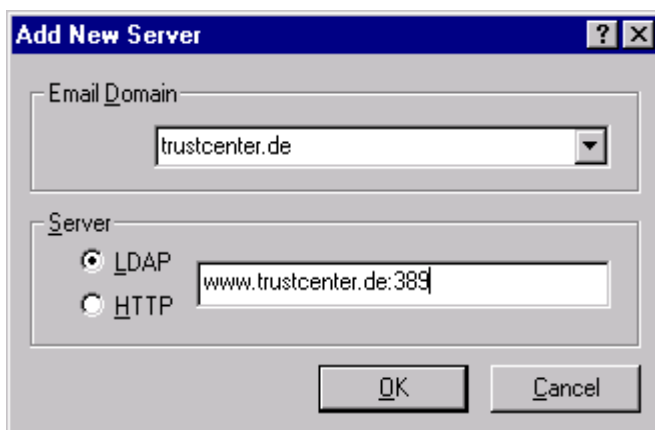 Add New Server
Email Domain
trustcenter.de
Server
LDAP
www.trustcenter.de:389
HTTP
OK
Cancel